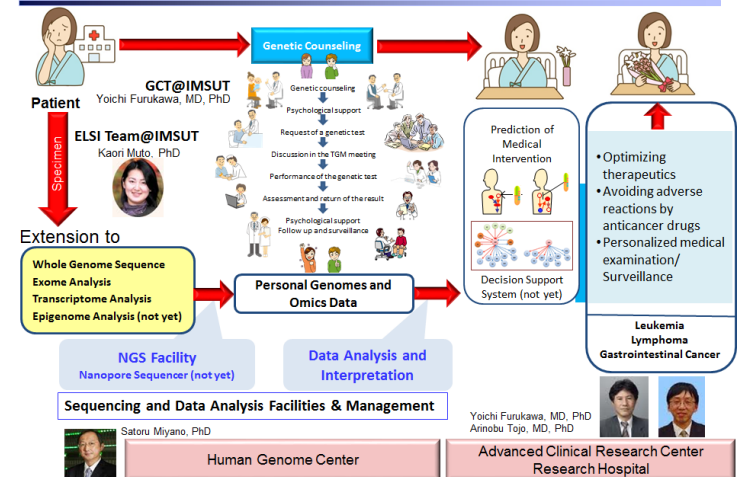 Genetic Counseling
GCT@IMSUT
Yoichi Furukawa, MD, PhD
Patient
ELSI Team@IMSUT
Kaori Muto, PhD
Specimen
Genetic counseling
Psychological support
Request of a genetic test
Discussion in the TGM meeting
Performance of the genetic test
Assessment and return of the result
Psychological support
Follow up and surveillance
Prediction of
Medical
Intervention
Decision Support
System (not yet)
•Optimizing
therapeutics
•Avoiding adverse
reactions by
anticancer drugs
•Personalized medical
examination/
Surveillance
Leukemia
Lymphoma
Gastrointestinal Cancer
Extension to
Whole Genome Sequence
Exome Analysis
Transcriptome Analysis
Epigenome Analysis (not yet)
Personal Genomes and
Omics Data
NGS Facility
Nanopore Sequencer (not yet)
Data Analysis and
Interpretation
Sequencing and Data Analysis Facilities & Management
Yoichi Furukawa, MD, PhD
Arinobu Tojo, MD, PhD
Satoru Miyano, PhD
Human Genome Center
Advanced Clinical Research Center
Research Hospital